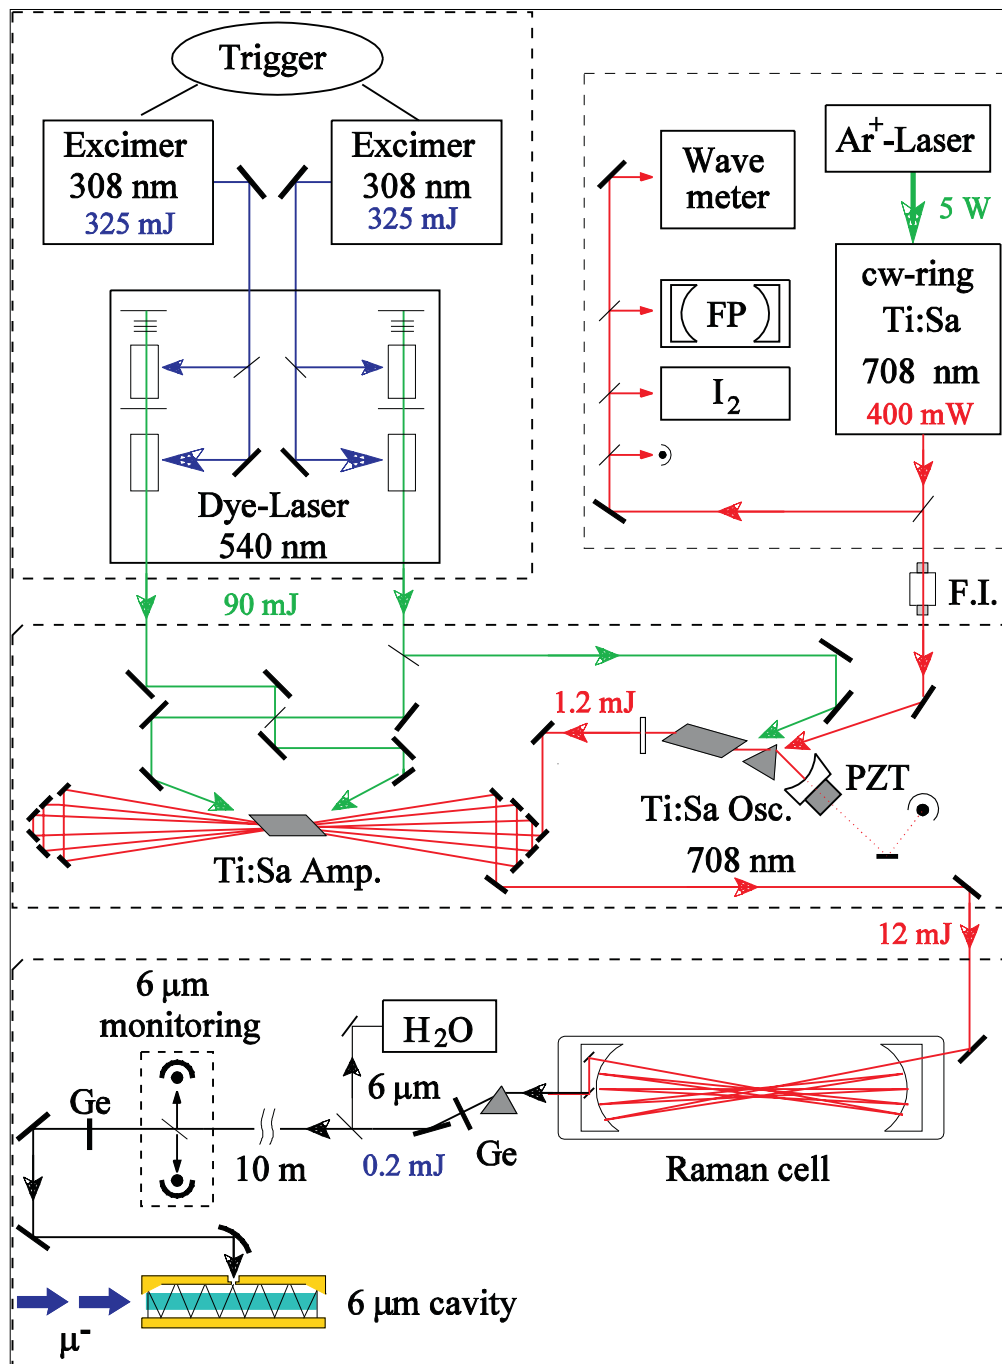 Trigger
Excimer
308 nm
325 mJ
Excimer
308 nm
325 mJ
Dye-Laser
540 nm
90 mJ
Wave
meter
FP
I₂
Ar⁺-Laser
5 W
cw-ring
Ti:Sa
708 nm
400 mW
F.I.
1.2 mJ
PZT
Ti:Sa Osc.
708 nm
Ti:Sa Amp.
12 mJ
6 μm
monitoring
H₂O
6 μm
Ge
Ge
10 m
0.2 mJ
Raman cell
6 μm cavity
μ⁻